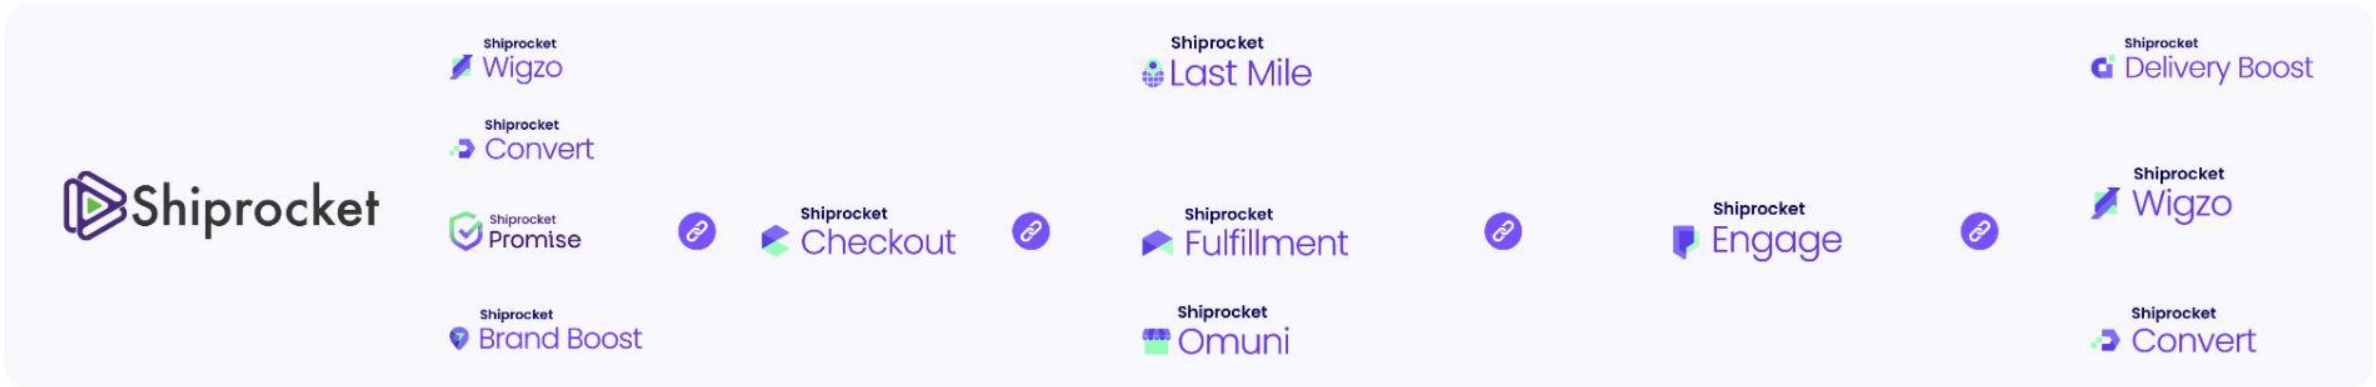 Shiprocket
Shiprocket
Wigzo
Shiprocket
Convert
Shiprocket
Promise
Shiprocket
Brand Boost
Shiprocket
Checkout
Shiprocket
Last Mile
Shiprocket
Fulfillment
Shiprocket
Omuni
Shiprocket
Engage
Shiprocket
Delivery Boost
Shiprocket
Wigzo
Shiprocket
Convert